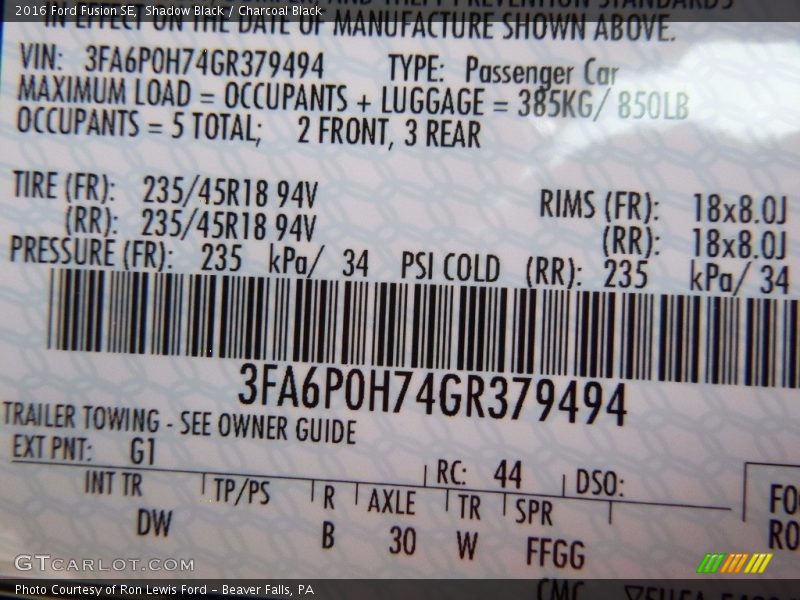 2016 Ford Fusion SE, Shadow Black / Charcoal Black
IN EFFECT ON THE DATE OF MANUFACTURE SHOWN ABOVE.
VIN: 3FA6P0H74GR379494 TYPE: Passenger Car
MAXIMUM LOAD = OCCUPANTS + LUGGAGE = 385KG/ 850LB
OCCUPANTS = 5 TOTAL; 2 FRONT, 3 REAR
TIRE (FR): 235/45R18 94V RIMS (FR): 18x8.0J
(RR): 235/45R18 94V (RR): 18x8.0J
PRESSURE (FR): 235 kPa/ 34 PSI COLD (RR): 235 kPa/ 34
3FA6P0H74GR379494
TRAILER TOWING - SEE OWNER GUIDE
EXT PNT: G1 RC: 44 DSO:
INT TR TP/PS R AXLE TR SPR
DW B 30 W FFGG
FO
RO
GTCARLOT.COM
Photo Courtesy of Ron Lewis Ford – Beaver Falls, PA